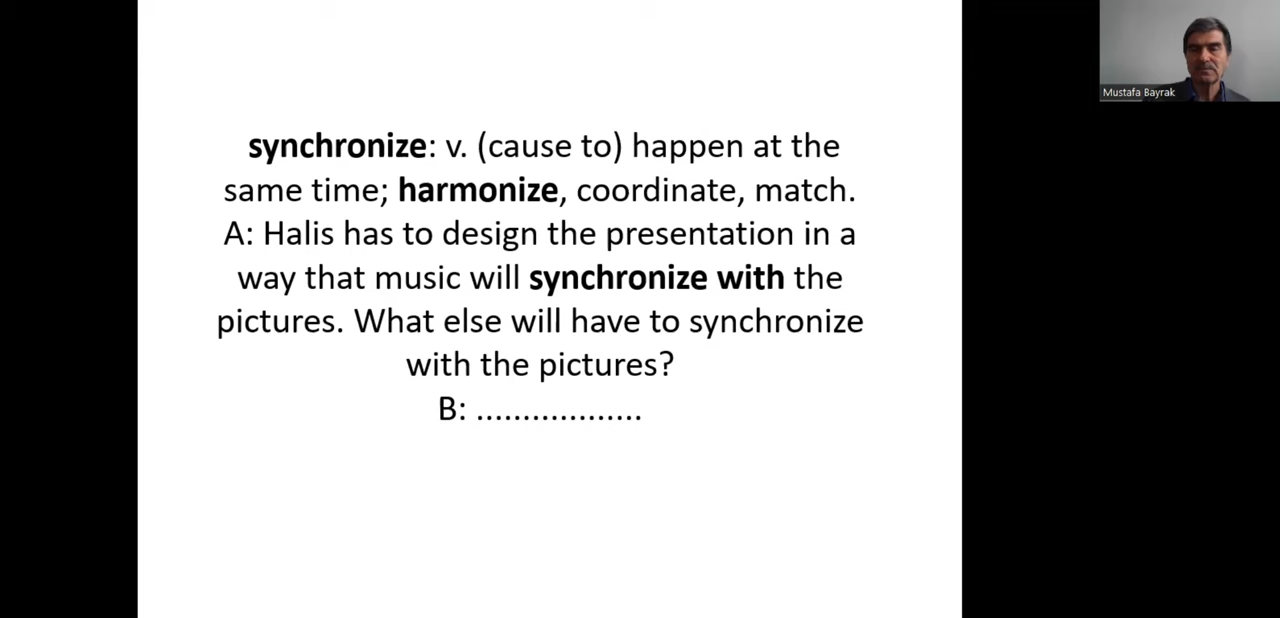 synchronize: v. (cause to) happen at the
same time; harmonize, coordinate, match.
A: Halis has to design the presentation in a
way that music will synchronize with the
pictures. What else will have to synchronize
with the pictures?
B: ..................
Mustafa Bayrak